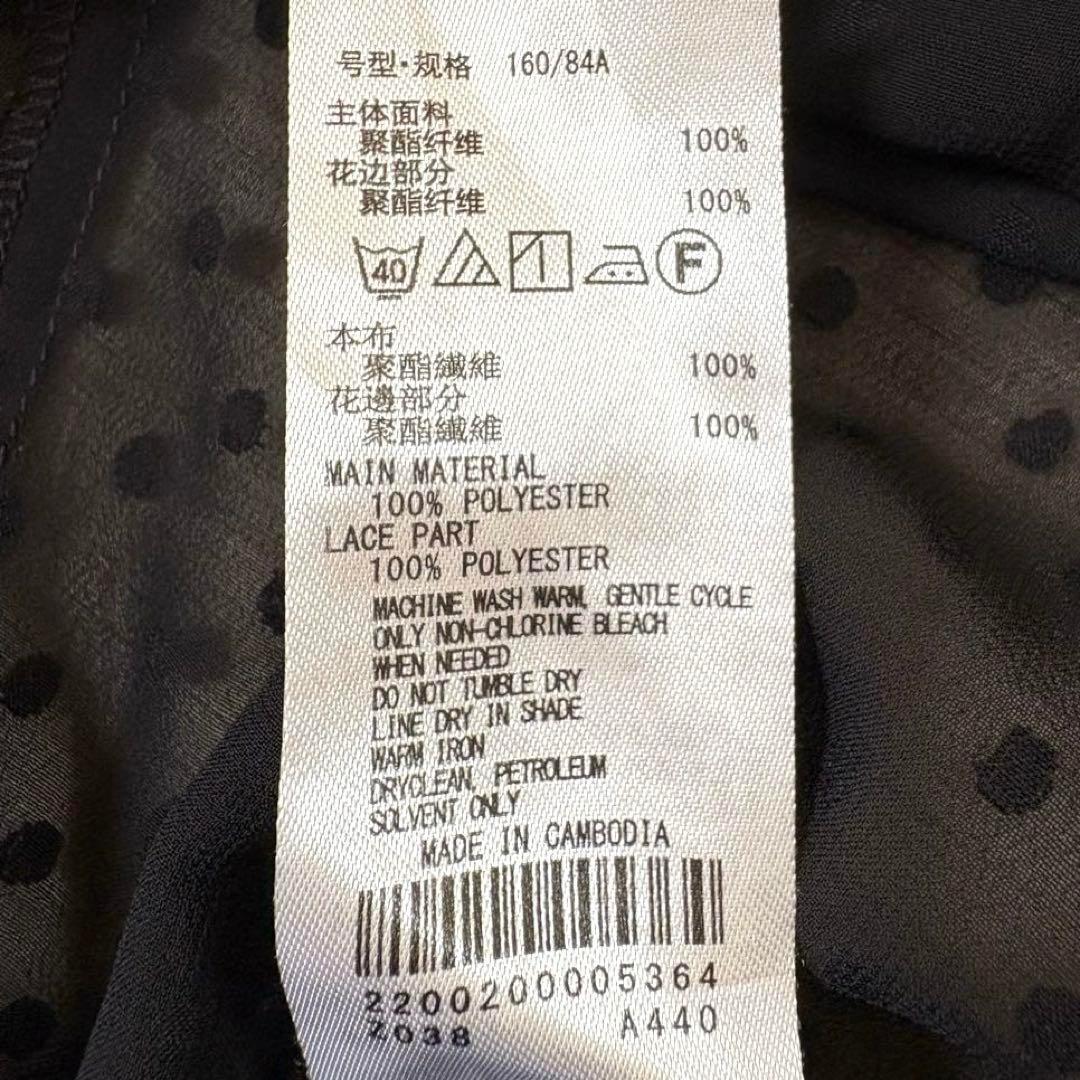 号型·规格 160/84A
主体面料
聚酯纤维 100%
花边部分
聚酯纤维 100%
40 F
本布
聚酯纖維 100%
花邊部分
聚酯纖維 100%
MAIN MATERIAL
100% POLYESTER
LACE PART
100% POLYESTER
MACHINE WASH WARM, GENTLE CYCLE
ONLY NON-CHLORINE BLEACH
WHEN NEEDED
DO NOT TUMBLE DRY
LINE DRY IN SHADE
WARM IRON
DRYCLEAN, PETROLEUM
SOLVENT ONLY
MADE IN CAMBODIA
2200200005364
2038 A440